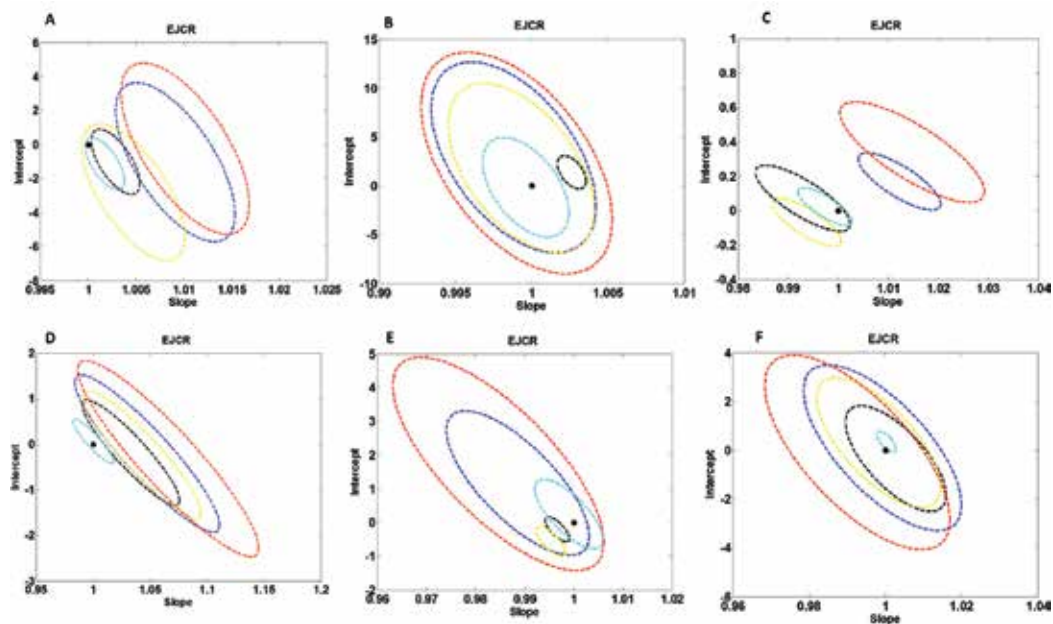 A
EJCR
Intercept
6
4
2
0
-2
-4
-6
-8
0.995 1 1.005 1.01 1.015 1.02 1.025
Slope
B
EJCR
Intercept
15
10
5
0
-5
-10
0.99 0.995 1 1.005 1.01
Slope
C
EJCR
Intercept
1
0.8
0.6
0.4
0.2
0
-0.2
-0.4
0.98 0.99 1 1.01 1.02 1.03 1.04
Slope
D
EJCR
Intercept
2
1
0
-1
-2
-3
0.95 1 1.05 1.1 1.15 1.2
Slope
E
EJCR
Intercept
5
4
3
2
1
0
-1
-2
0.96 0.97 0.98 0.99 1 1.01 1.02
Slope
F
EJCR
Intercept
4
2
0
-2
-4
-6
0.96 0.98 1 1.02 1.04
Slope